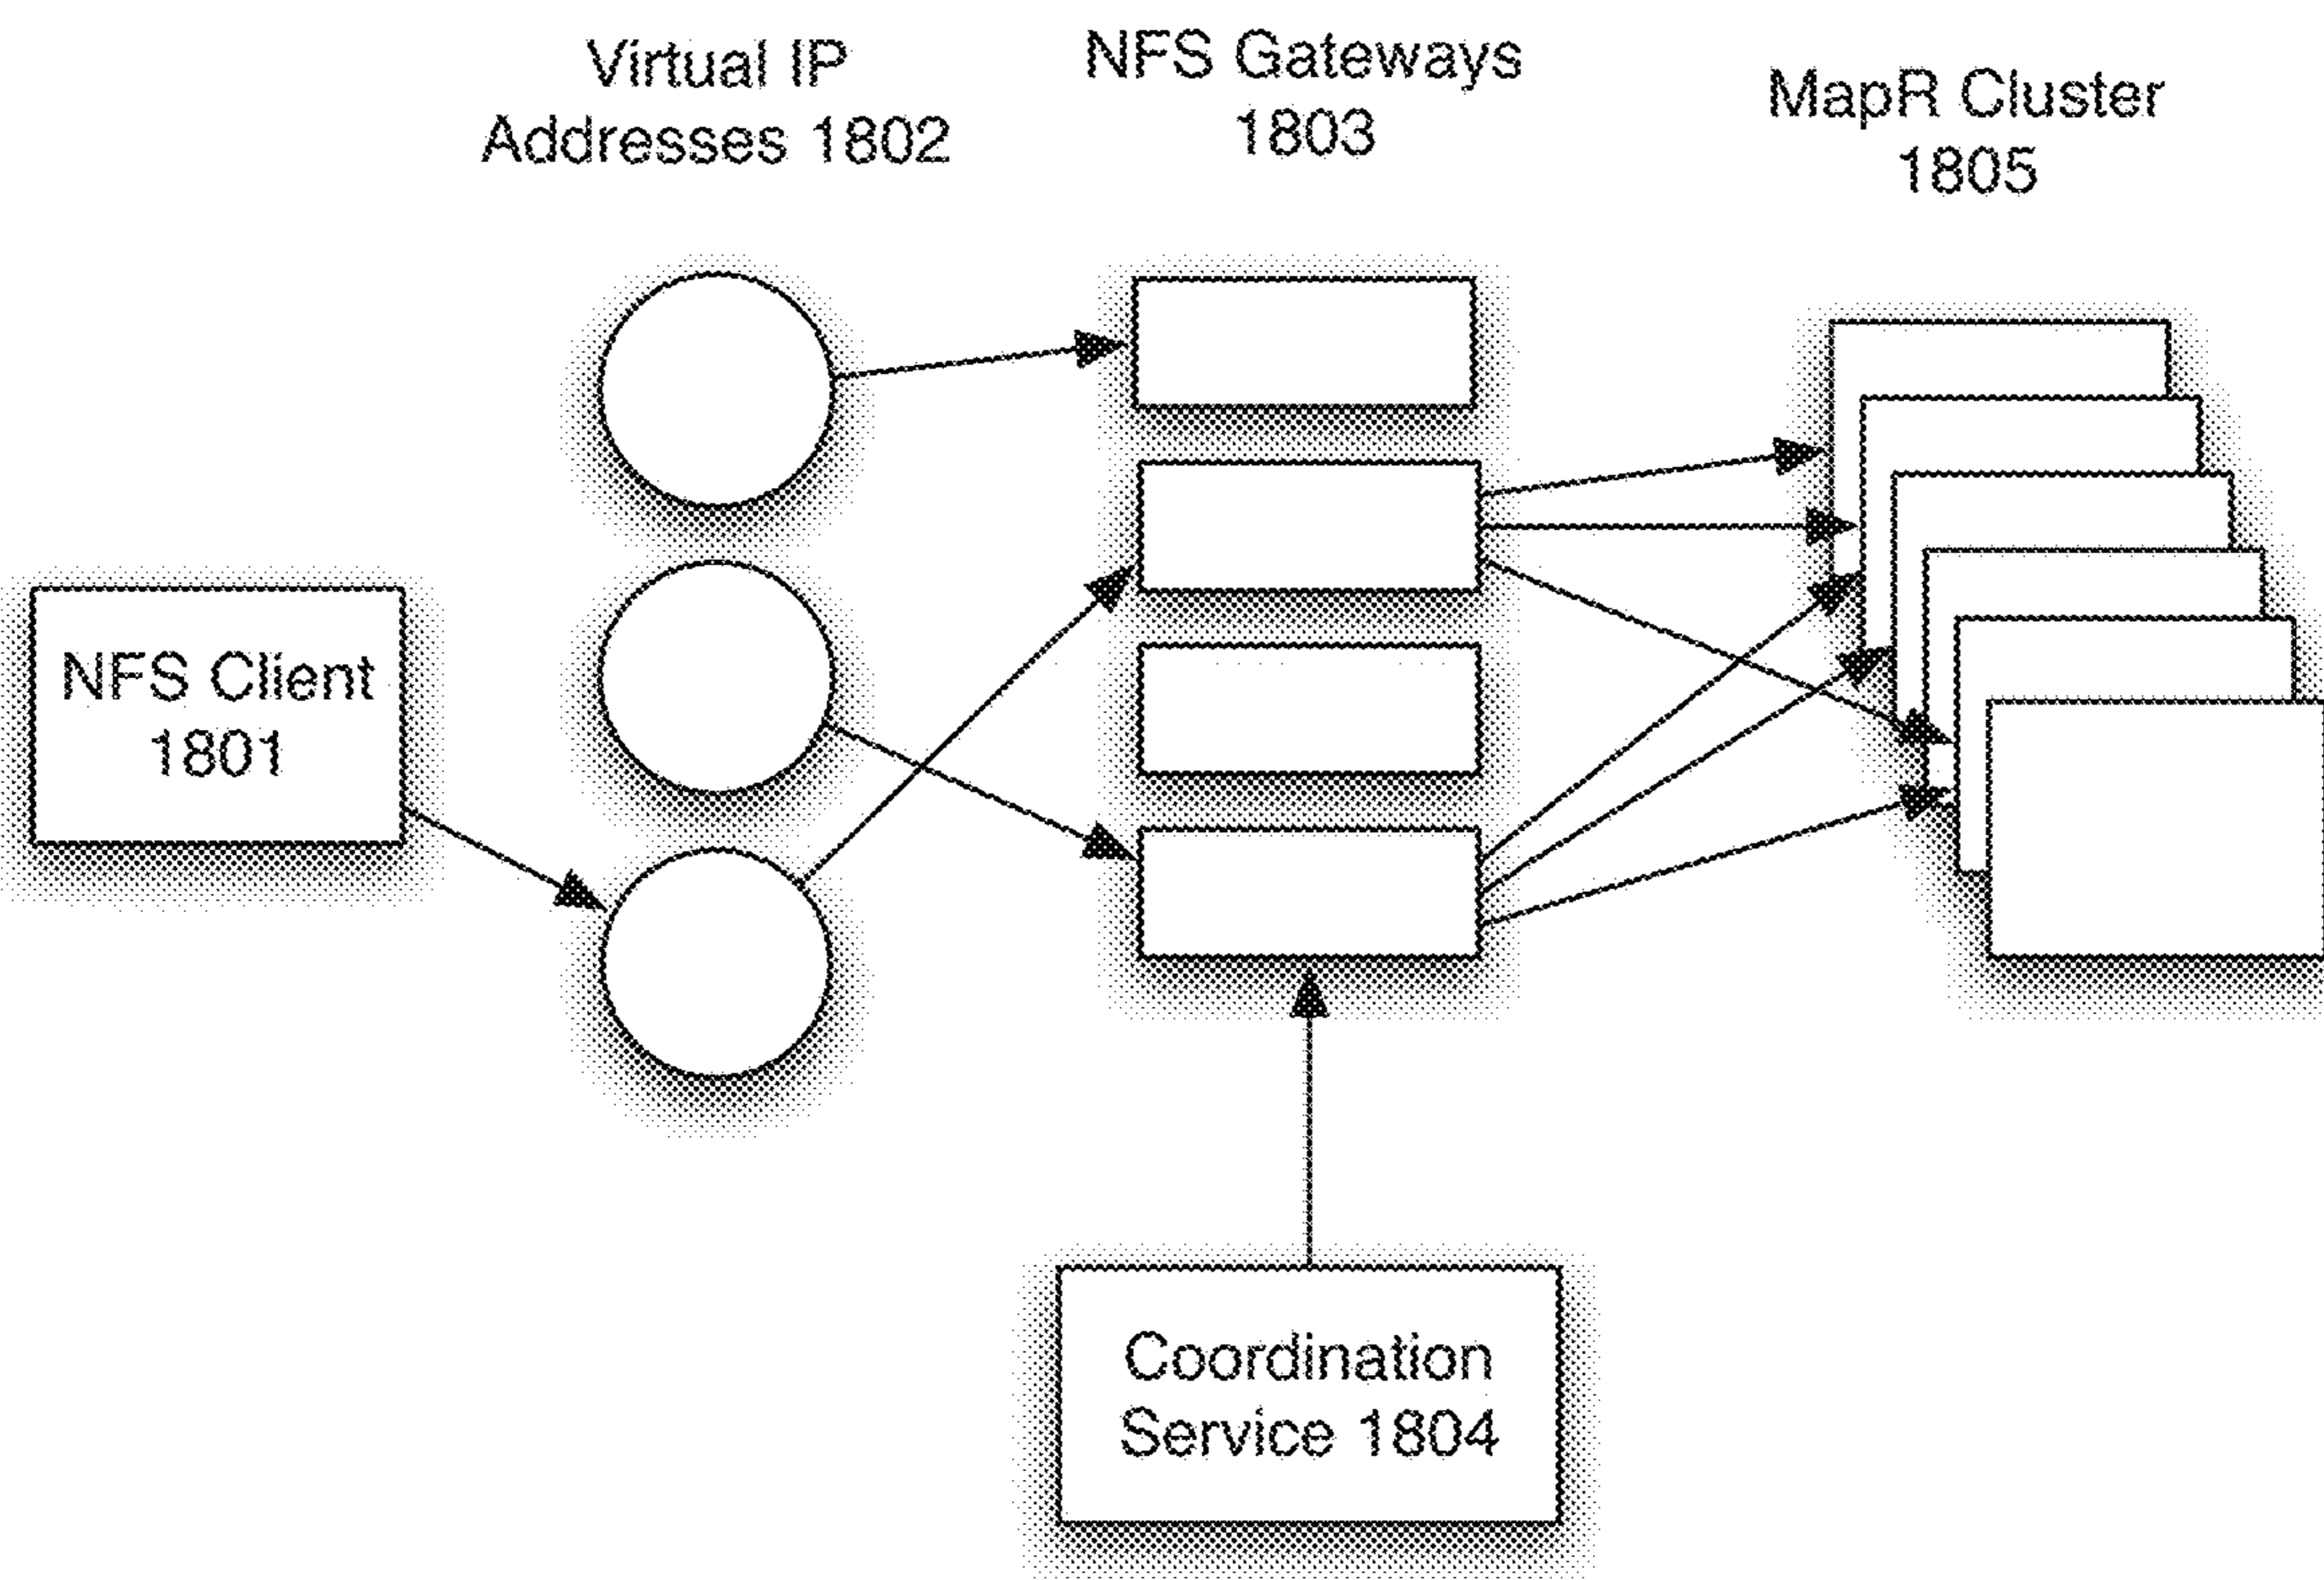 Virtual IP
Addresses 1802
NFS Gateways
1803
MapR Cluster
1805
NFS Client
1801
Coordination
Service 1804